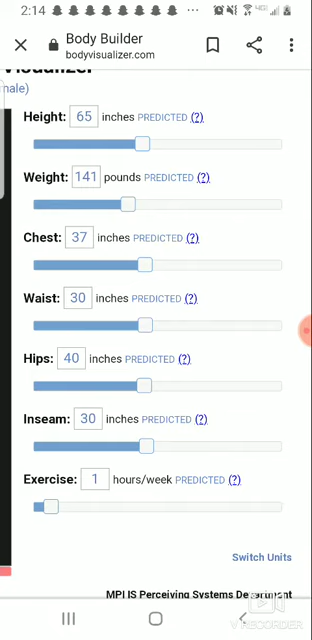 2:14
Body Builder
bodyvisualizer.com
Visualizer
male)
Height: 65 inches PREDICTED (?)
Weight: 141 pounds PREDICTED (?)
Chest: 37 inches PREDICTED (?)
Waist: 30 inches PREDICTED (?)
Hips: 40 inches PREDICTED (?)
Inseam: 30 inches PREDICTED (?)
Exercise: 1 hours/week PREDICTED (?)
Switch Units
MPI IS Perceiving Systems Department
V RECORDER